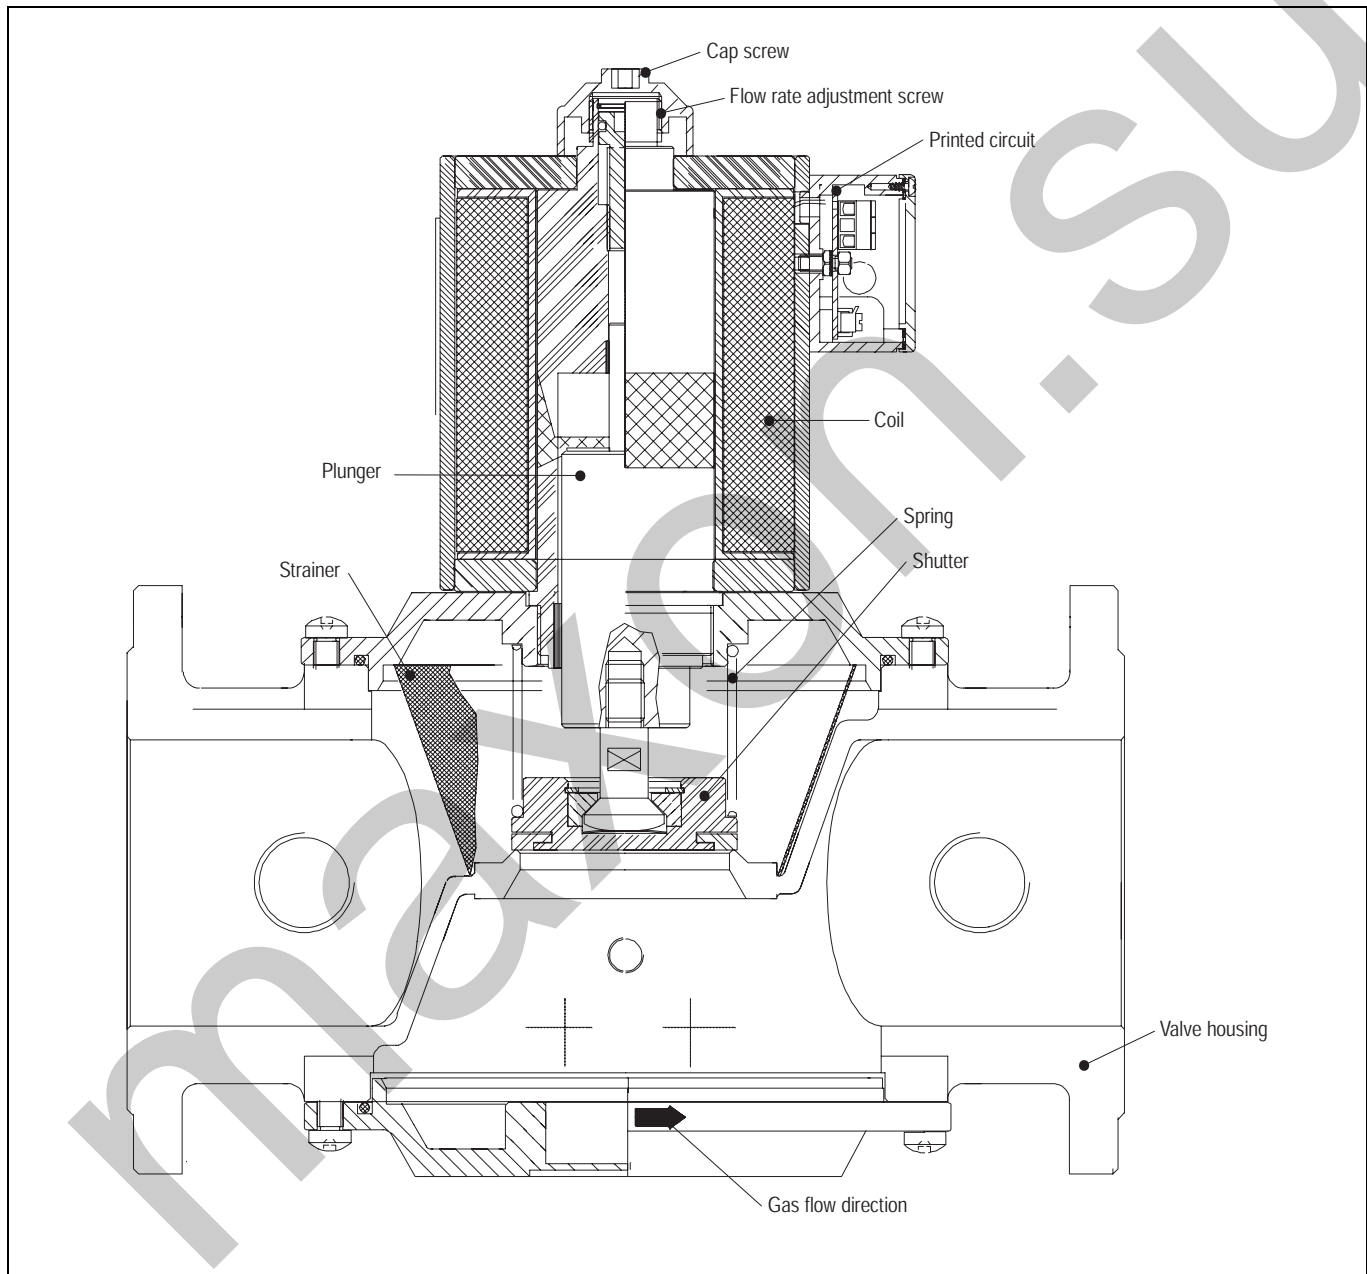 Cap screw
Flow rate adjustment screw
Printed circuit
Coil
Plunger
Spring
Shutter
Strainer
Valve housing
Gas flow direction
maxon.su